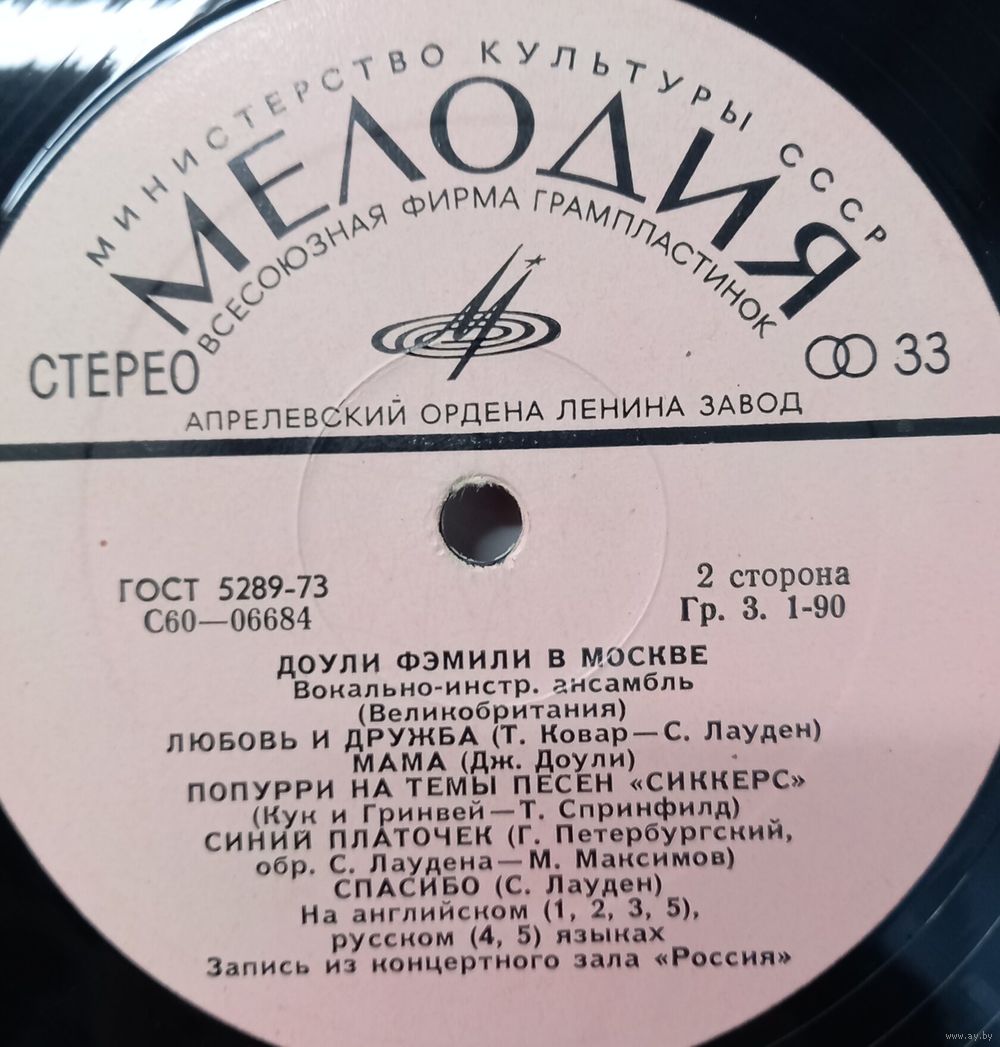 МИНИСТЕРСТВО КУЛЬТУРЫ СССР
МЕЛОДИЯ
ВСЕСОЮЗНАЯ ФИРМА ГРАМПЛАСТИНОК
СТЕРЕО
33
АПРЕЛЕВСКИЙ ОРДЕНА ЛЕНИНА ЗАВОД
ГОСТ 5289-73
С60—06684
2 сторона
Гр. 3. 1-90
ДОУЛИ ФЭМИЛИ В МОСКВЕ
Вокально-инстр. ансамбль
(Великобритания)
ЛЮБОВЬ И ДРУЖБА (Т. Ковар—С. Лауден)
МАМА (Дж. Доули)
ПОПУРРИ НА ТЕМЫ ПЕСЕН «СИККЕРС»
(Кук и Гринвей—Т. Спринфилд)
СИНИЙ ПЛАТОЧЕК (Г. Петербургский,
обр. С. Лаудена—М. Максимов)
СПАСИБО (С. Лауден)
На английском (1, 2, 3, 5),
русском (4, 5) языках
Запись из концертного зала «Россия»
www.ay.by